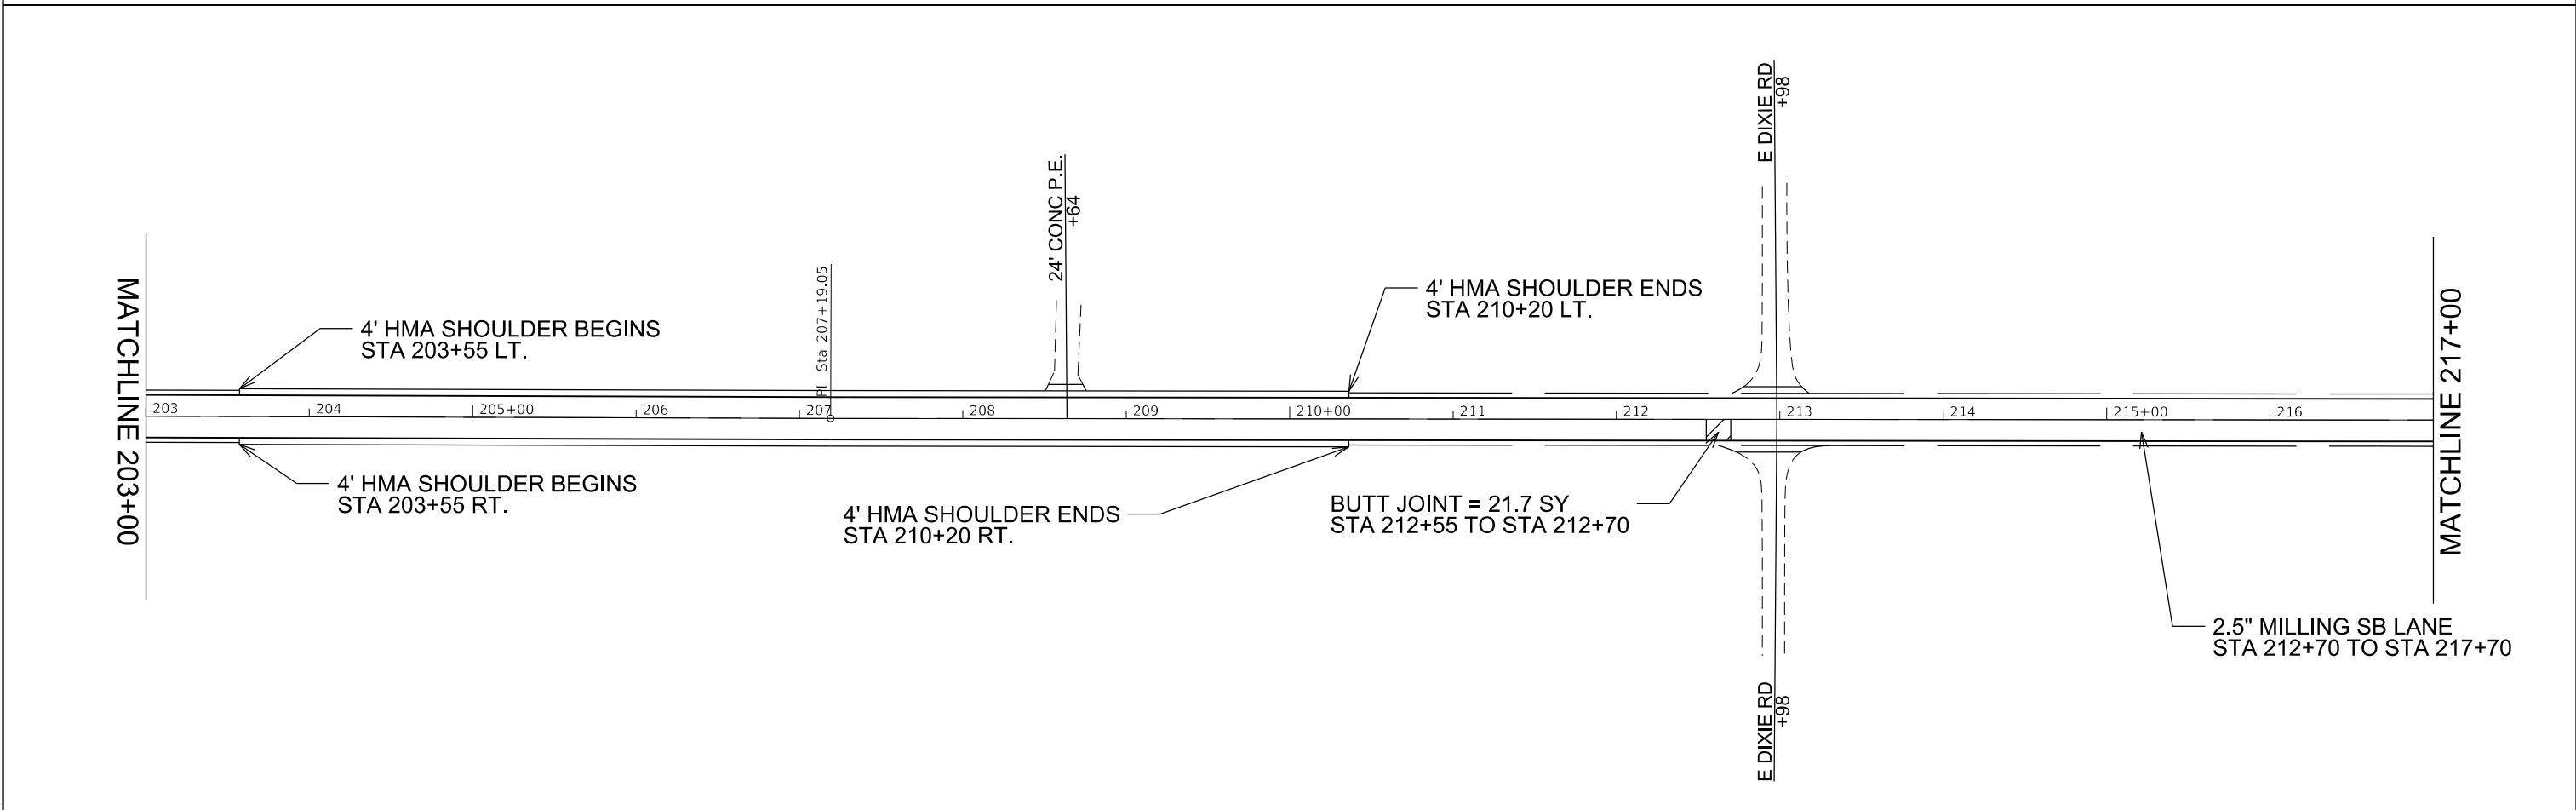 E DIXIE RD
+98
24' CONC P.E.
+64
PI Sta 207+19.05
MATCHLINE 203+00
4' HMA SHOULDER BEGINS
STA 203+55 LT.
4' HMA SHOULDER ENDS
STA 210+20 LT.
MATCHLINE 217+00
203
204
205+00
206
207
208
209
210+00
211
212
213
214
215+00
216
4' HMA SHOULDER BEGINS
STA 203+55 RT.
4' HMA SHOULDER ENDS
STA 210+20 RT.
BUTT JOINT = 21.7 SY
STA 212+55 TO STA 212+70
2.5" MILLING SB LANE
STA 212+70 TO STA 217+70
E DIXIE RD
+98